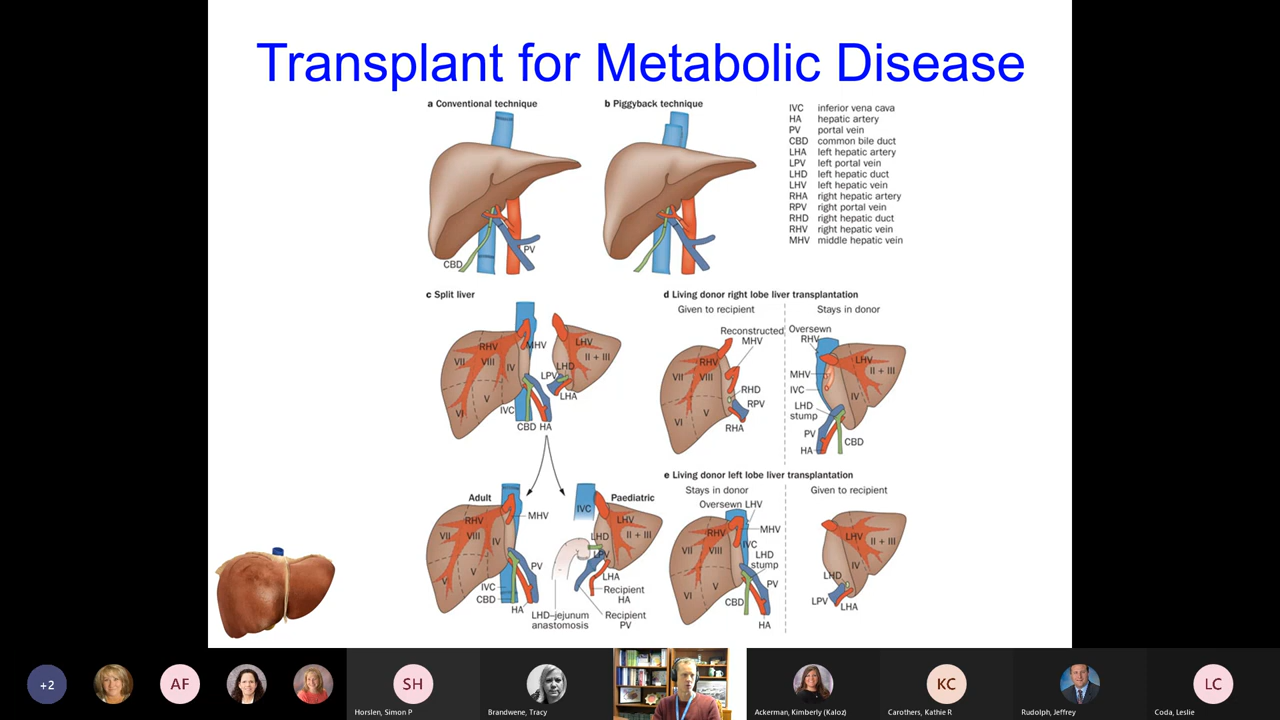 Transplant for Metabolic Disease
a Conventional technique
b Piggyback technique
IVC inferior vena cava
HA hepatic artery
PV portal vein
CBD common bile duct
LHA left hepatic artery
LPV left portal vein
LHD left hepatic duct
LHV left hepatic vein
RHA right hepatic artery
RPV right portal vein
RHD right hepatic duct
RHV right hepatic vein
MHV middle hepatic vein
PV
CBD
c Split liver
RHV
MHV
LHV
VII
VIII
IV
II + III
LHD
LPV
LHA
V
VI
IVC
CBD HA
d Living donor right lobe liver transplantation
Given to recipient
Stays in donor
Reconstructed
MHV
RHV
VII
VIII
RHD
RPV
V
VI
RHA
Oversewn
RHV
LHV
II + III
MHV
IVC
IV
LHD
stump
PV
CBD
HA
Adult
RHV
MHV
VII
VIII
IV
V
V
PV
IVC
CBD
HA
Paediatric
IVC
LHV
LHD
II + III
LPV
LHA
Recipient
HA
LHD–jejunum
anastomosis
Recipient
PV
e Living donor left lobe liver transplantation
Stays in donor
Given to recipient
Oversewn LHV
MHV
RHV
IVC
VII
VIII
LHD
stump
PV
V
VI
CBD
HA
LHV
II + III
IV
LHD
LPV
LHA
+2
AF
SH
Horslen, Simon P
Brandwene, Tracy
Ackerman, Kimberly (Kaloz)
KC
Carothers, Kathie R
Rudolph, Jeffrey
LC
Coda, Leslie